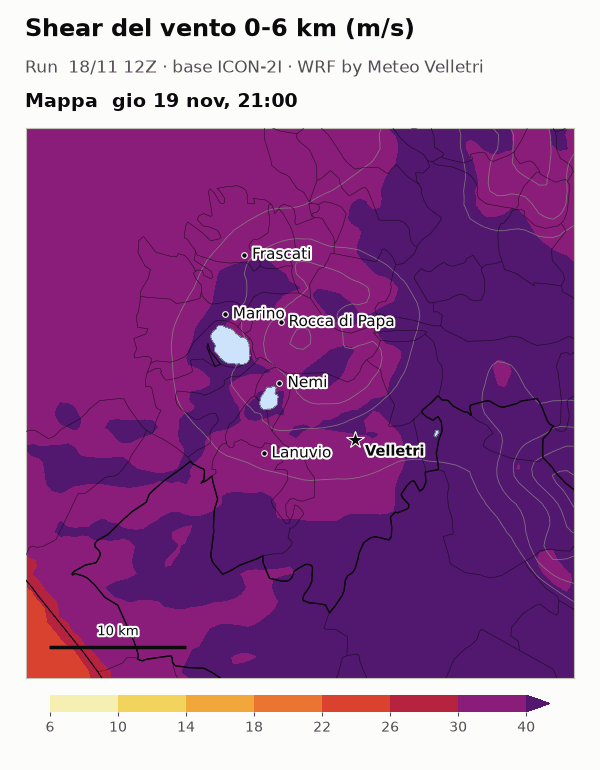 Shear del vento 0-6 km (m/s)
Run  18/11 12Z · base ICON-2I · WRF by Meteo Velletri
Mappa  gio 19 nov, 21:00
Frascati
Marino
Rocca di Papa
Nemi
Velletri
Lanuvio
10 km
6 10 14 18 22 26 30 40